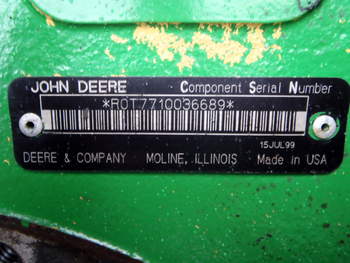 JOHN DEERE Component Serial Number
*R0T7710036689*
15JUL99
DEERE & COMPANY MOLINE, ILLINOIS Made in USA